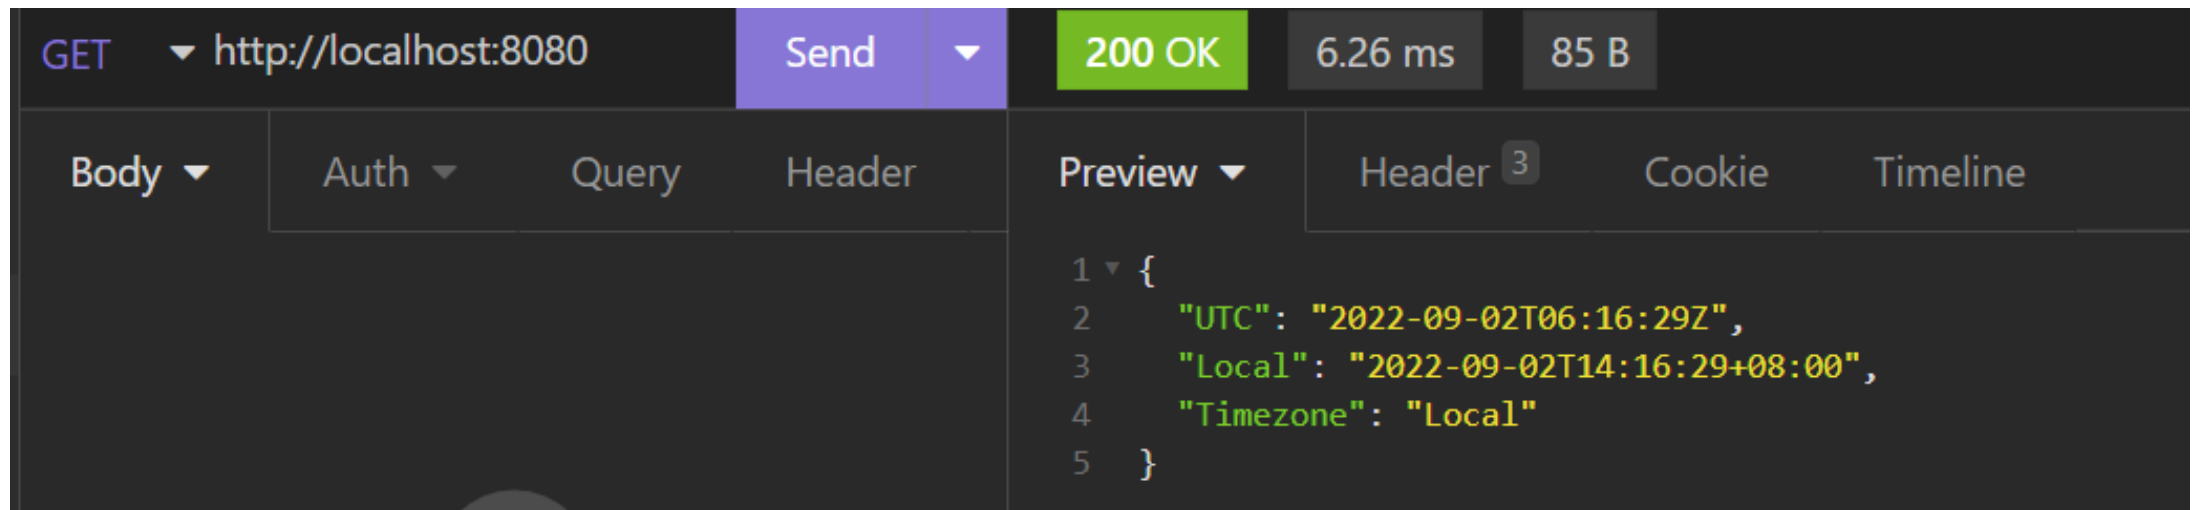 GET http://localhost:8080 Send 200 OK 6.26 ms 85 B
Body Auth Query Header Preview Header 3 Cookie Timeline
1 {
2 "UTC": "2022-09-02T06:16:29Z",
3 "Local": "2022-09-02T14:16:29+08:00",
4 "Timezone": "Local"
5 }